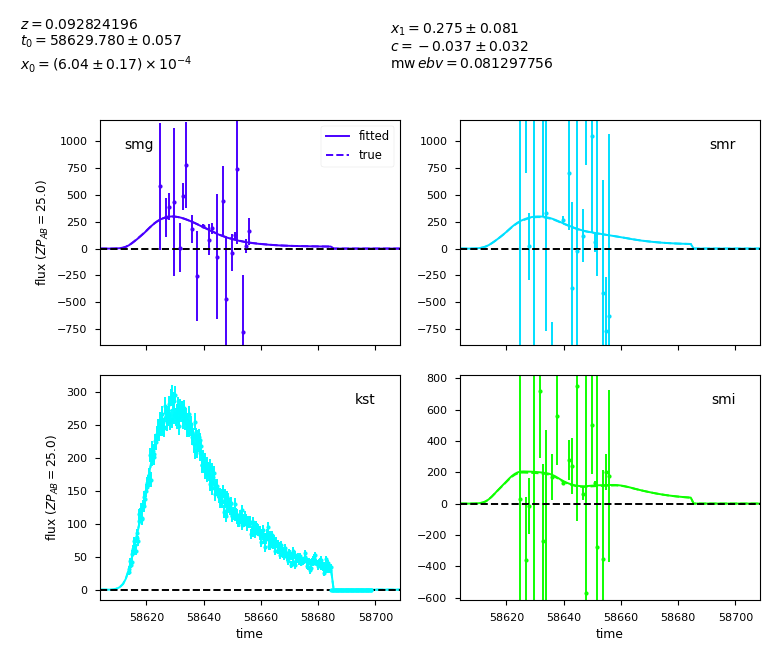 z = 0.092824196
t₀ = 58629.780 ± 0.057
x₀ = (6.04 ± 0.17) × 10⁻⁴
x₁ = 0.275 ± 0.081
c = −0.037 ± 0.032
mw ebv = 0.081297756
smg
fitted
true
1000
750
500
250
0
−250
−500
−750
flux (ZP_AB = 25.0)
smr
1000
750
500
250
0
−250
−500
−750
kst
300
250
200
150
100
50
0
flux (ZP_AB = 25.0)
58620 58640 58660 58680 58700
time
smi
800
600
400
200
0
−200
−400
−600
58620 58640 58660 58680 58700
time